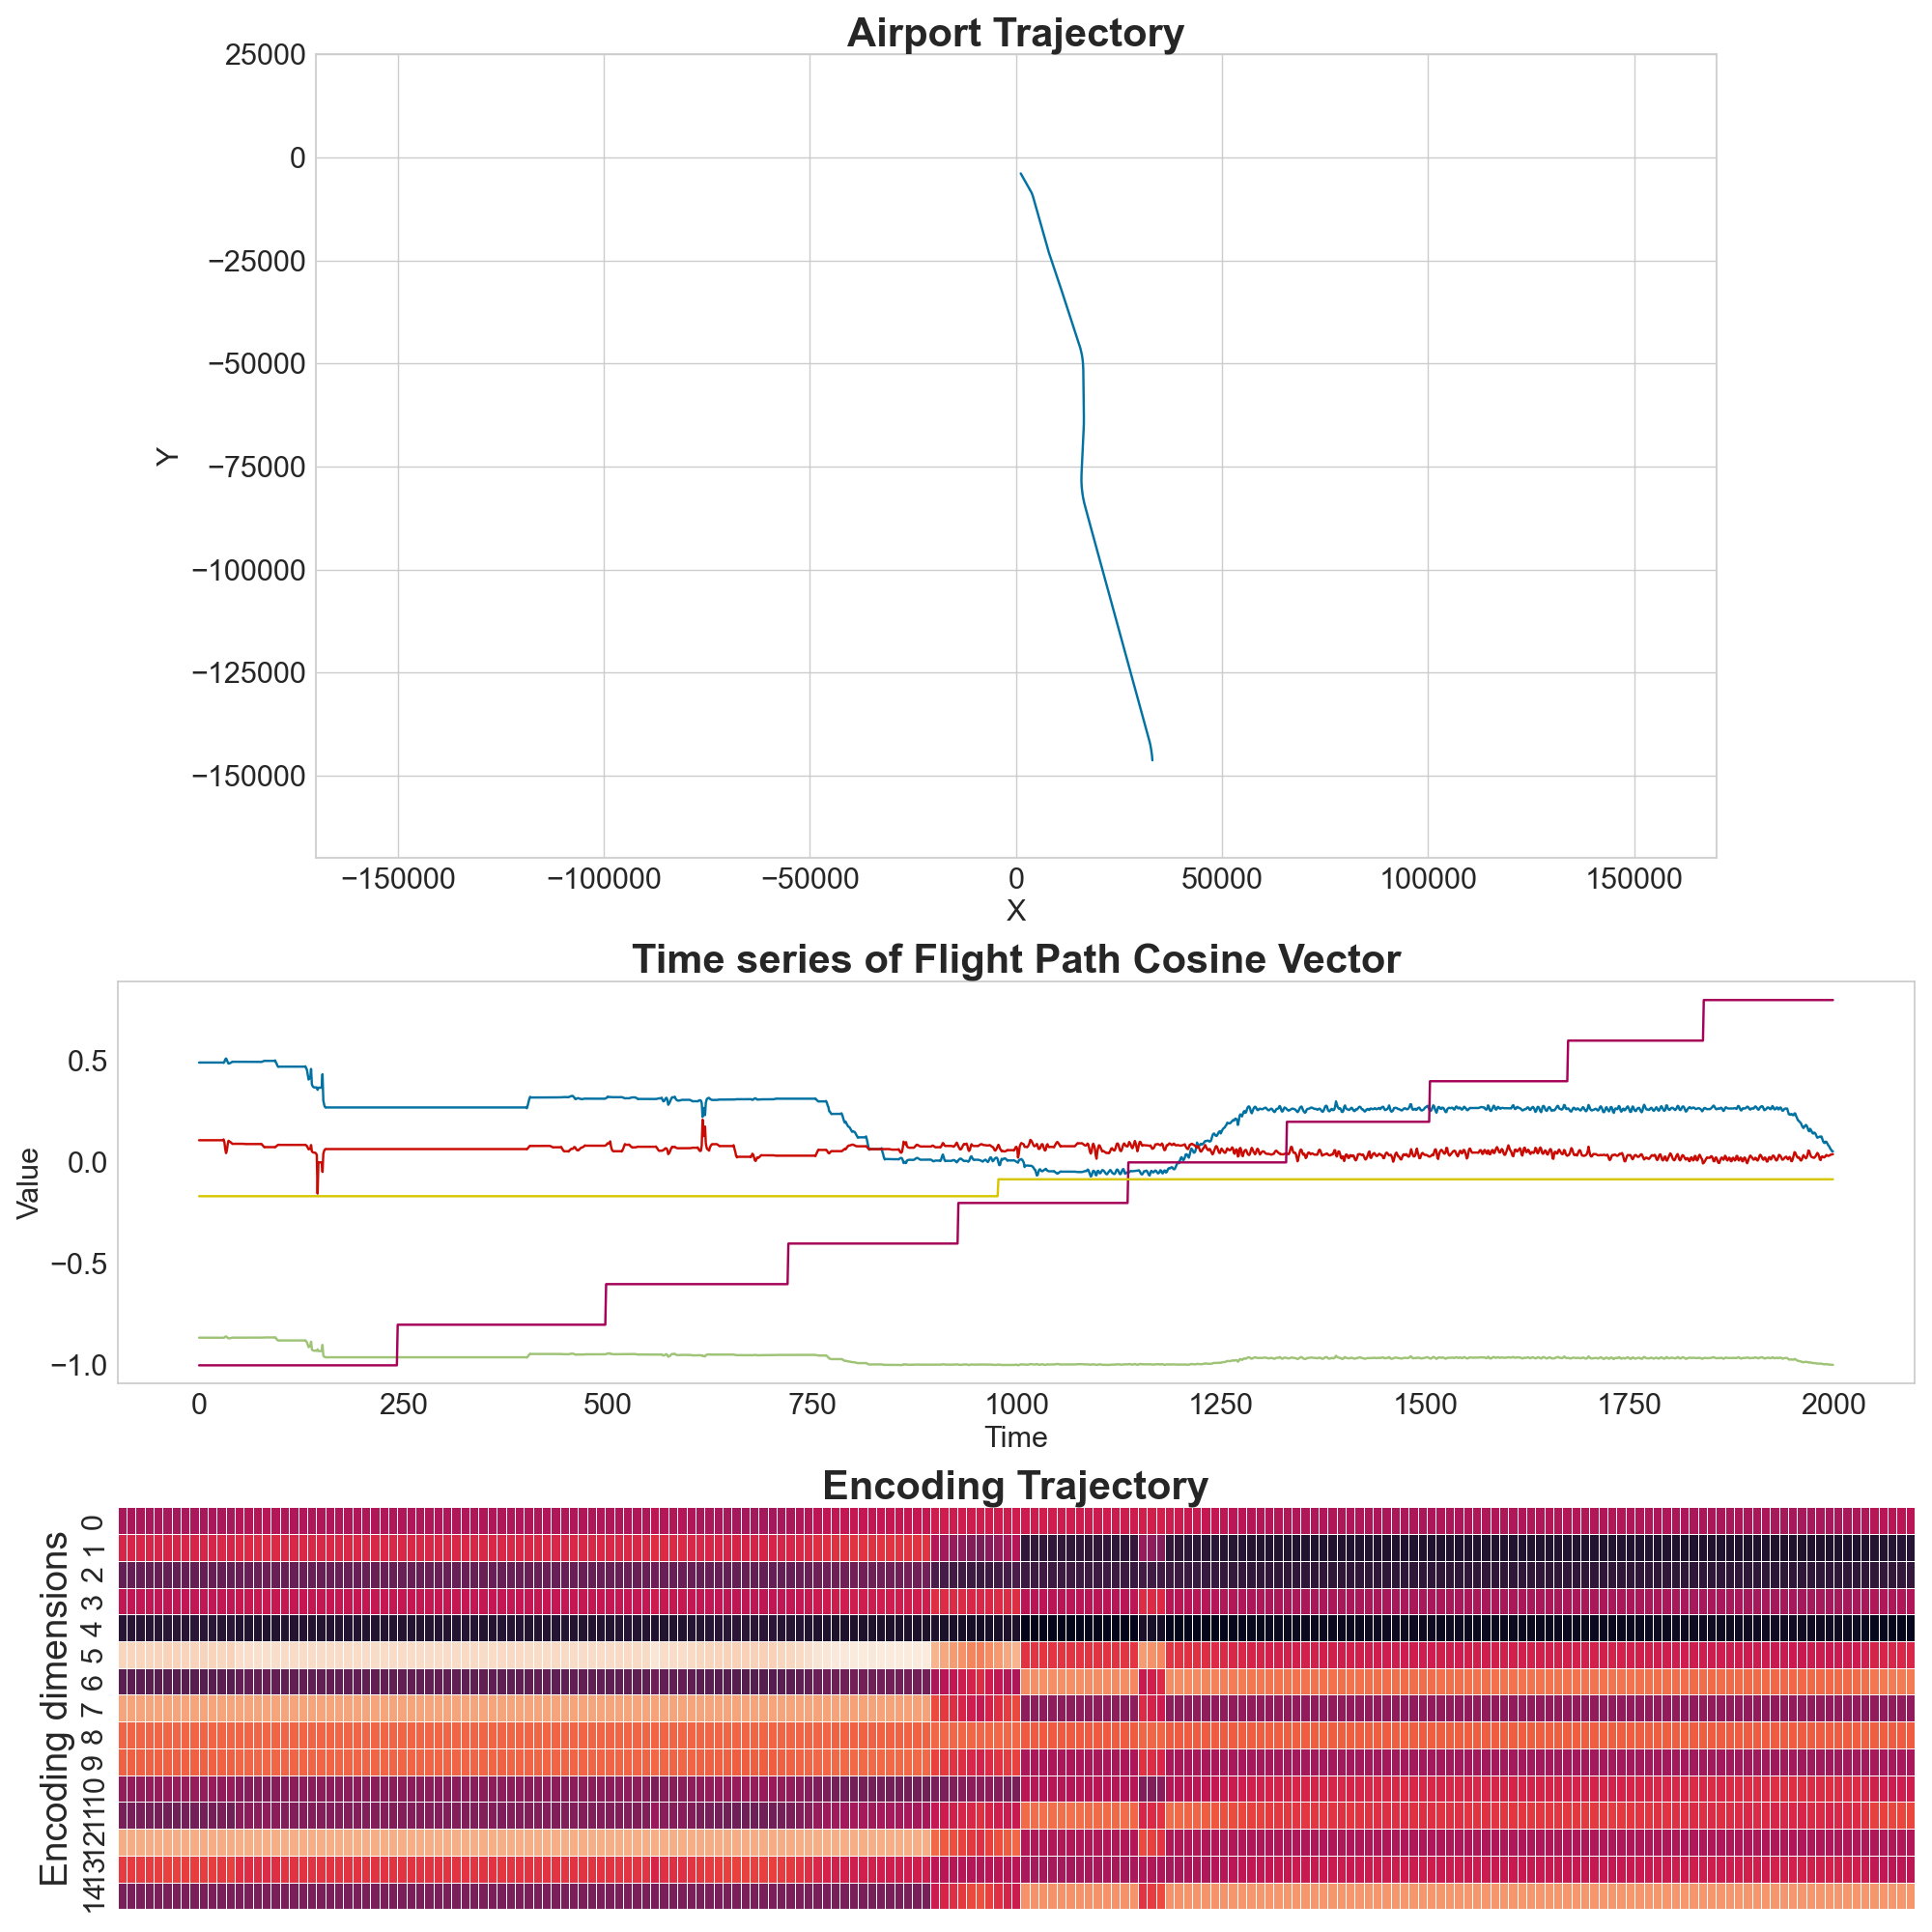 Airport Trajectory
25000
0
−25000
−50000
−75000
−100000
−125000
−150000
Y
−150000 −100000 −50000 0 50000 100000 150000
X
Time series of Flight Path Cosine Vector
0.5
0.0
−0.5
−1.0
Value
0 250 500 750 1000 1250 1500 1750 2000
Time
Encoding Trajectory
Encoding dimensions
0
1
2
3
4
5
6
7
8
9
10
11
12
13
14